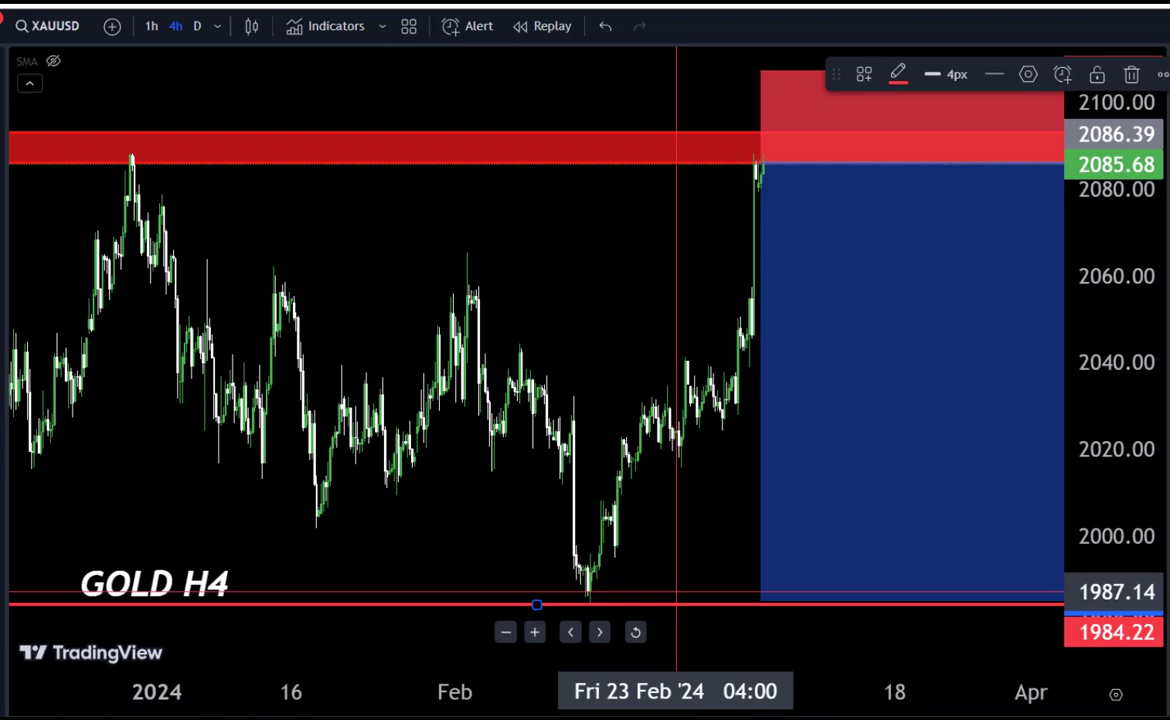 XAUUSD 1h 4h D Indicators Alert Replay
SMA
4px
2100.00
2086.39
2085.68
2080.00
2060.00
2040.00
2020.00
2000.00
GOLD H4
1987.14
1984.22
TradingView
2024 16 Feb Fri 23 Feb '24 04:00 18 Apr